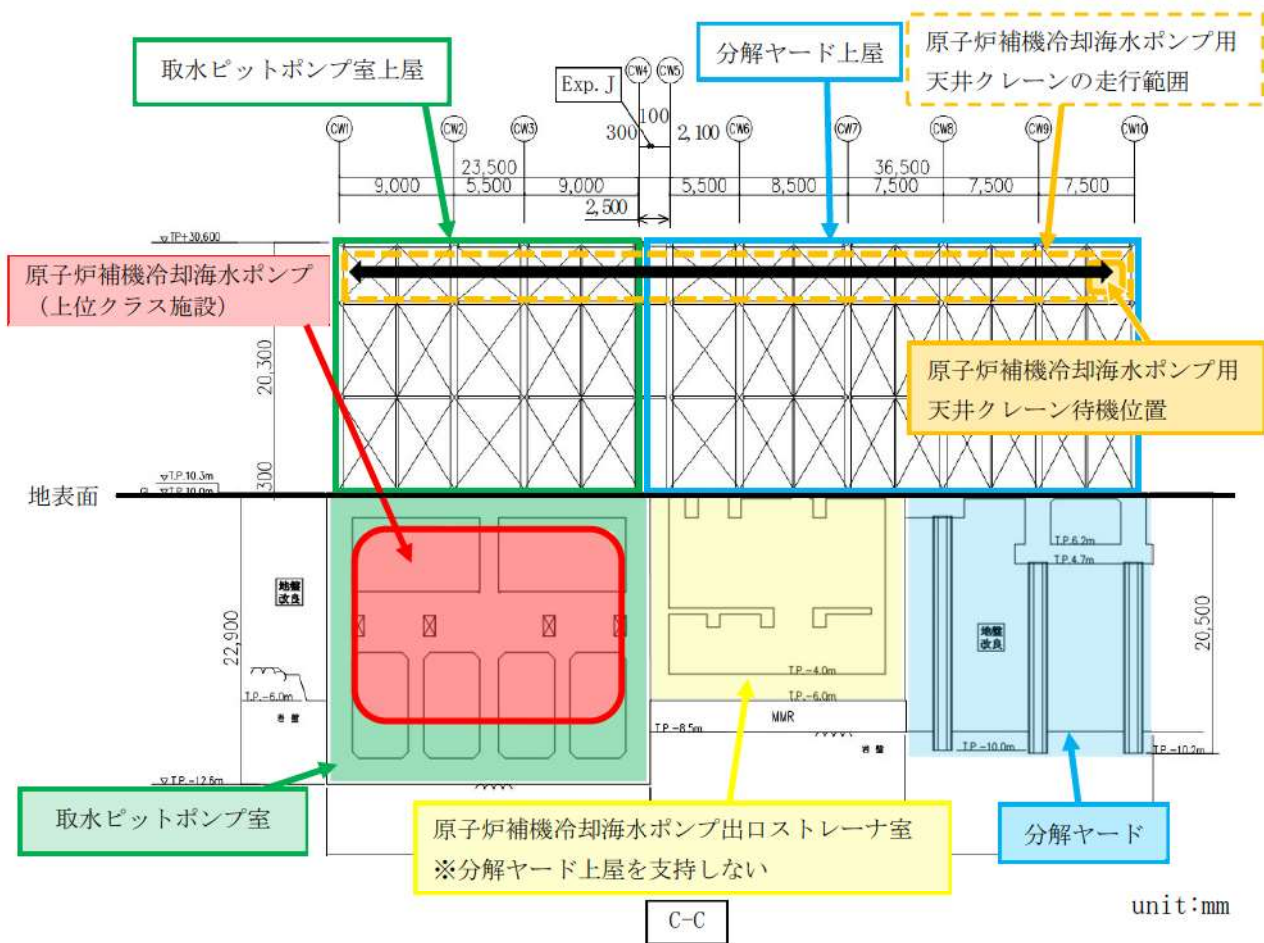 取水ピットポンプ室上屋
分解ヤード上屋
原子炉補機冷却海水ポンプ用
天井クレーンの走行範囲
Exp.J
CW4
CW5
100
300
2,100
CW1
CW2
CW3
CW6
CW7
CW8
CW9
CW10
23,500
36,500
9,000
5,500
9,000
5,500
8,500
7,500
7,500
7,500
2,500
▽TP+30,600
原子炉補機冷却海水ポンプ
(上位クラス施設)
20,300
原子炉補機冷却海水ポンプ用
天井クレーン待機位置
▽T.P.10.3m
▽T.P.10.0m
300
地表面
地盤
改良
22,900
T.P.-6.0m
岩盤
▽T.P.-12.6m
T.P.6.2m
T.P.4.7m
地盤
改良
20,500
T.P.-4.0m
T.P.-6.0m
MMR
T.P.-8.5m
岩盤
T.P.-10.0m
T.P.-10.2m
取水ピットポンプ室
原子炉補機冷却海水ポンプ出口ストレーナ室
※分解ヤード上屋を支持しない
分解ヤード
C-C
unit:mm